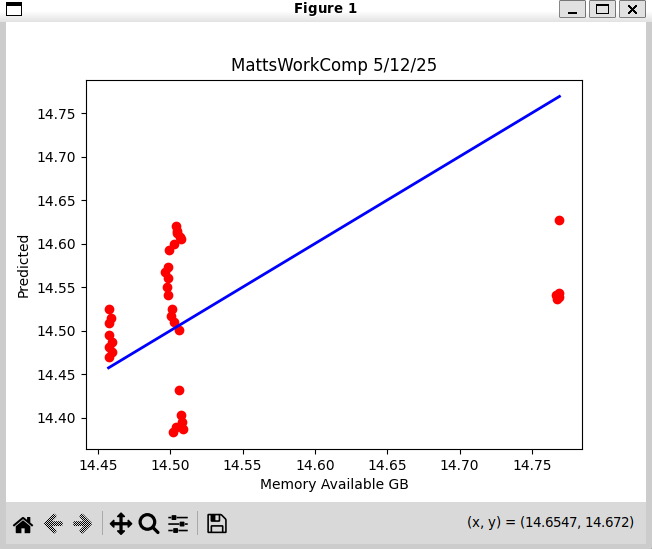 Figure 1
MattsWorkComp 5/12/25
14.75
14.70
14.65
14.60
14.55
14.50
14.45
14.40
Predicted
14.45 14.50 14.55 14.60 14.65 14.70 14.75
Memory Available GB
(x, y) = (14.6547, 14.672)